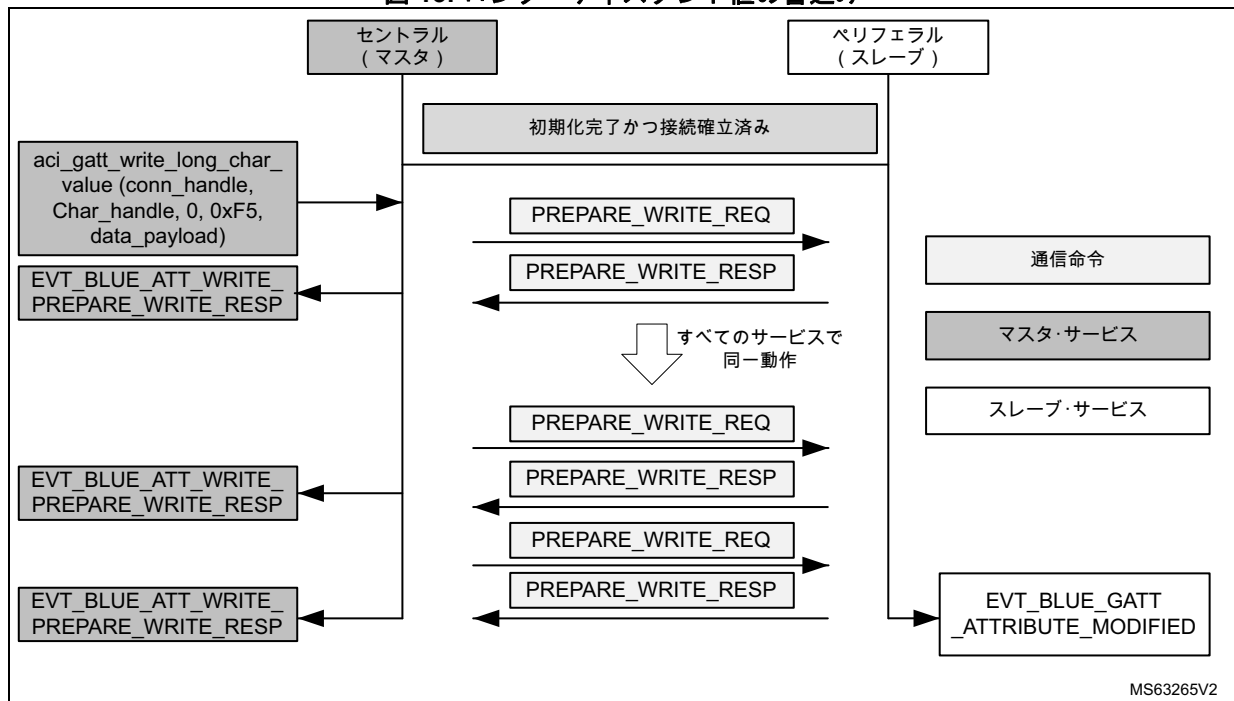 セントラル
( マスタ )
ペリフェラル
( スレーブ )
初期化完了かつ接続確立済み
aci_gatt_write_long_char_
value (conn_handle,
Char_handle, 0, 0xF5,
data_payload)
PREPARE_WRITE_REQ
PREPARE_WRITE_RESP
EVT_BLUE_ATT_WRITE_
PREPARE_WRITE_RESP
通信命令
すべてのサービスで
同一動作
マスタ･サービス
スレーブ･サービス
PREPARE_WRITE_REQ
PREPARE_WRITE_RESP
EVT_BLUE_ATT_WRITE_
PREPARE_WRITE_RESP
PREPARE_WRITE_REQ
PREPARE_WRITE_RESP
EVT_BLUE_ATT_WRITE_
PREPARE_WRITE_RESP
EVT_BLUE_GATT
_ATTRIBUTE_MODIFIED
MS63265V2